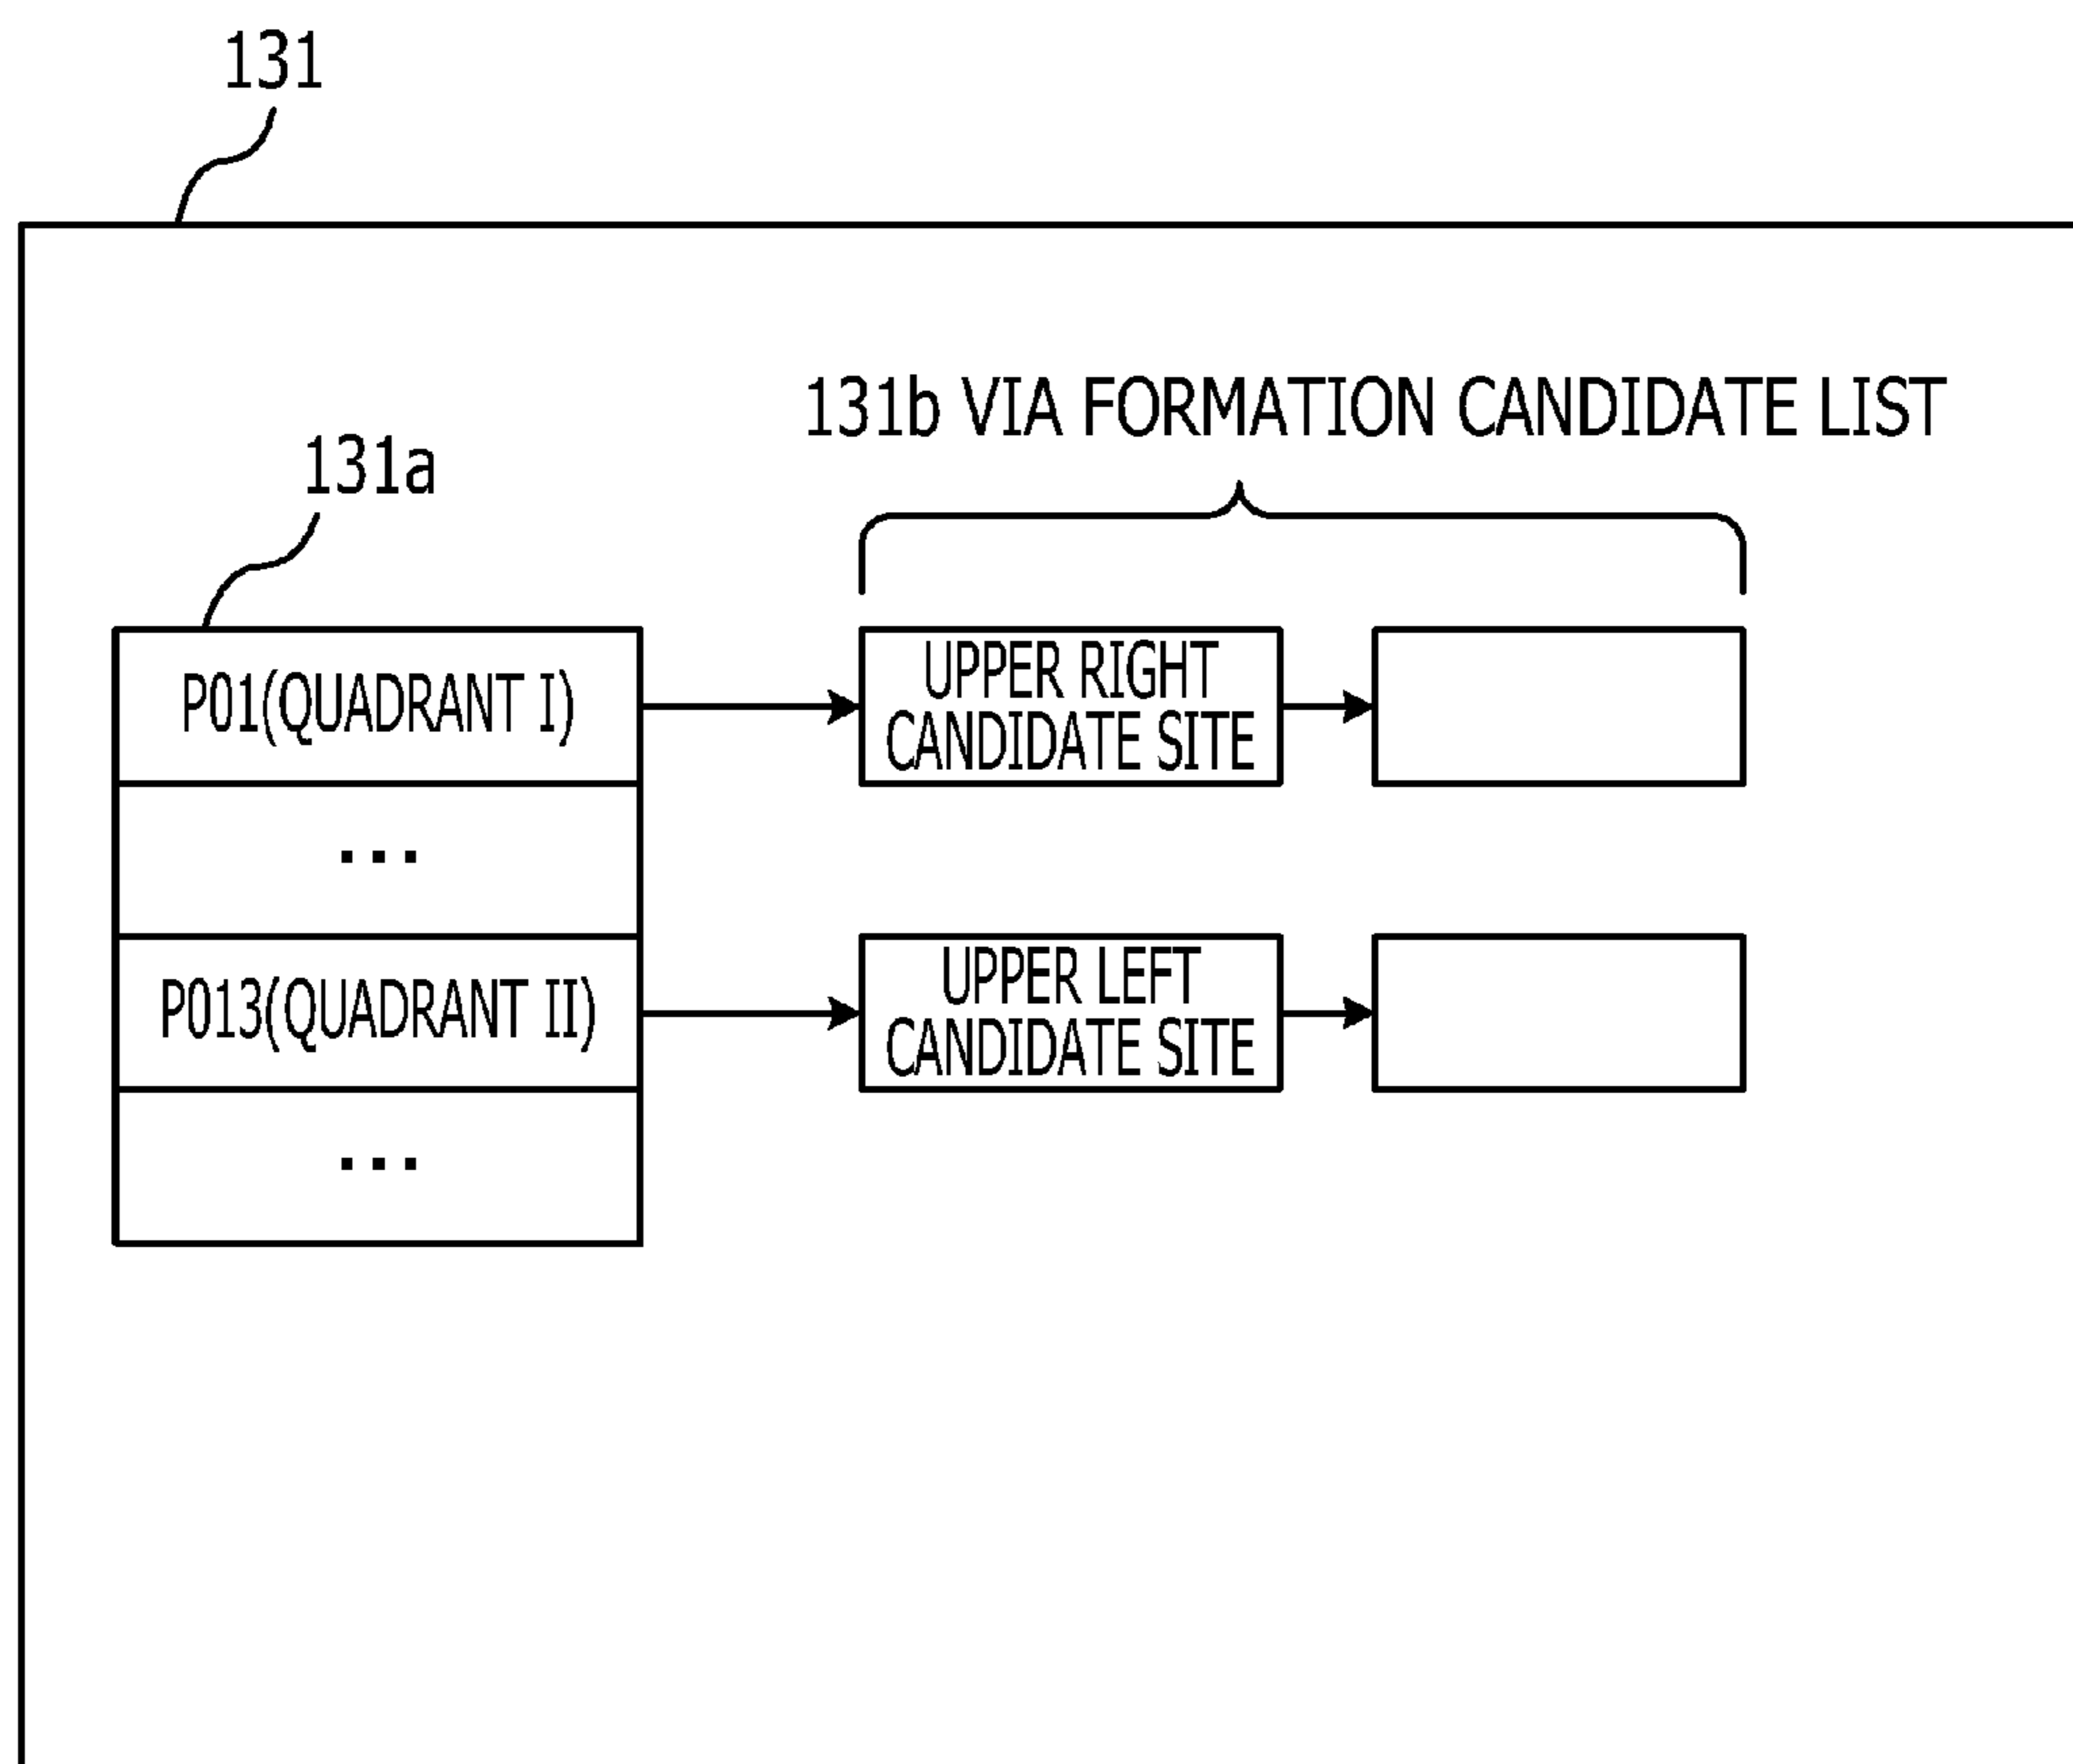 131
131b VIA FORMATION CANDIDATE LIST
131a
P01(QUADRANT I)
UPPER RIGHT
CANDIDATE SITE
...
P013(QUADRANT II)
UPPER LEFT
CANDIDATE SITE
...